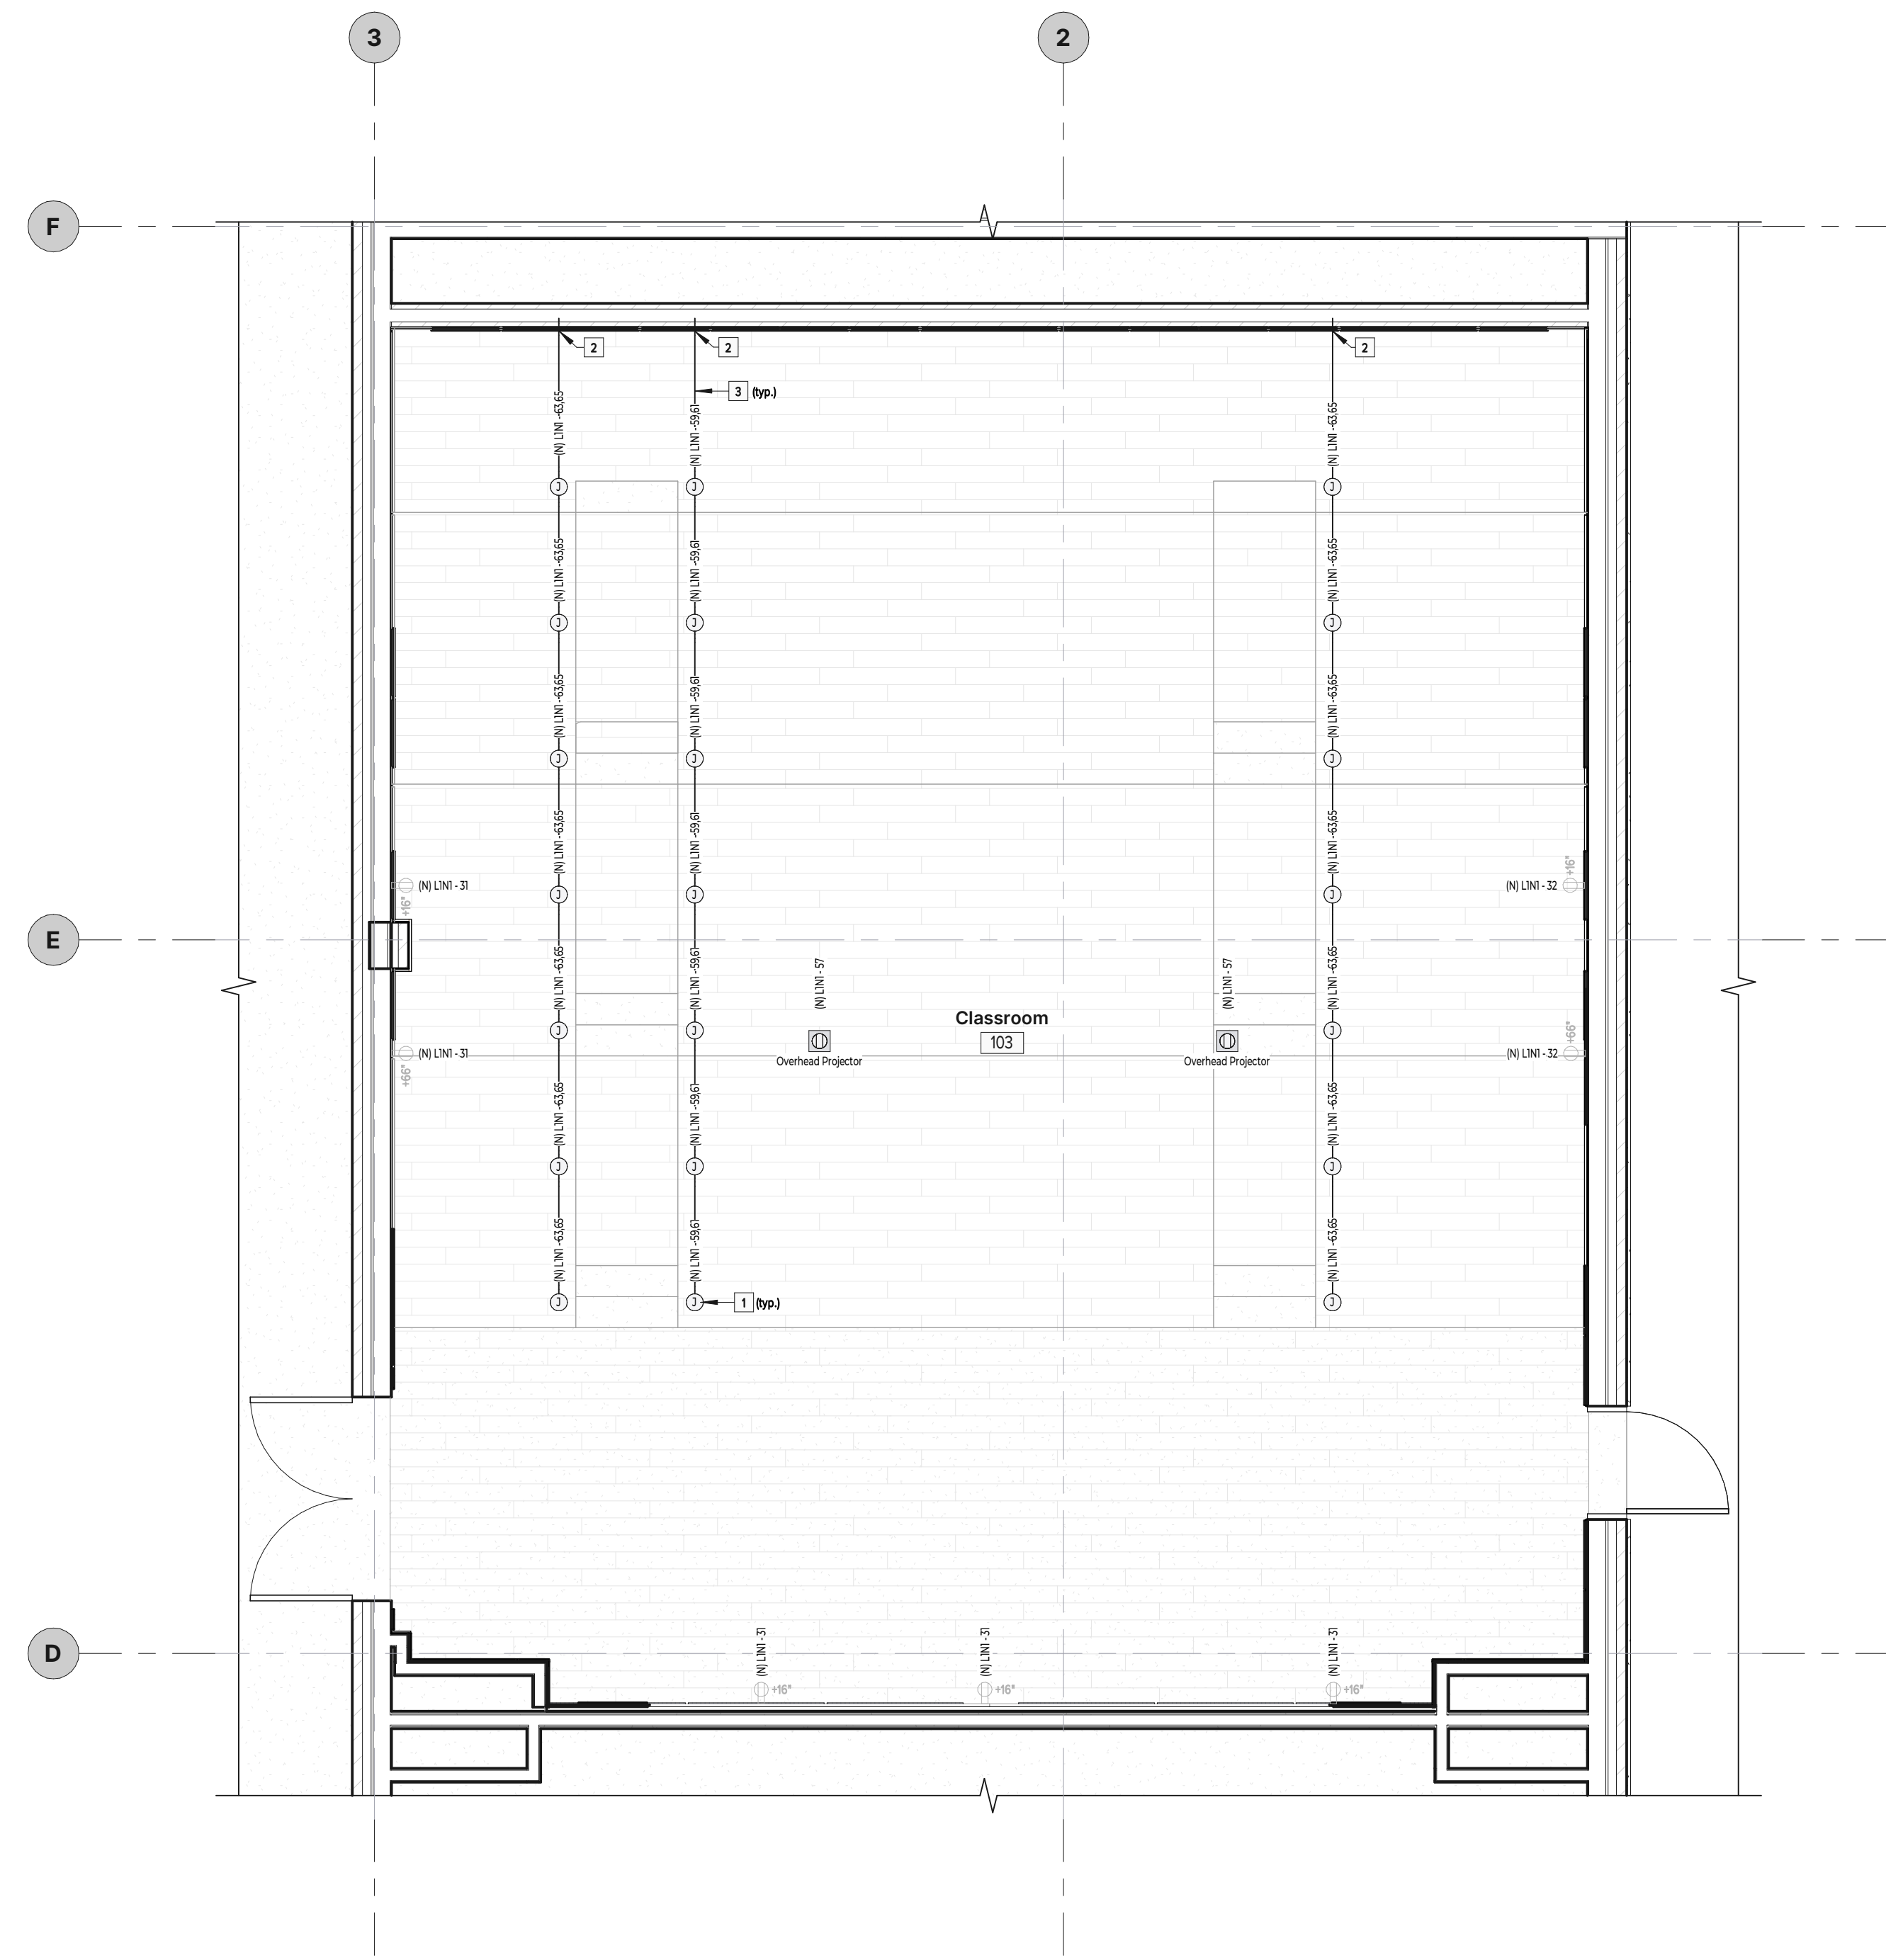 3
2
F
2
2
2
3 (typ.)
(N) L1N1 - 63,65
(N) L1N1 - 59,61
(N) L1N1 - 63,65
J
J
J
(N) L1N1 - 63,65
(N) L1N1 - 59,61
(N) L1N1 - 63,65
J
J
J
(N) L1N1 - 63,65
(N) L1N1 - 59,61
(N) L1N1 - 63,65
J
J
J
(N) L1N1 - 63,65
(N) L1N1 - 59,61
(N) L1N1 - 63,65
+16"
(N) L1N1 - 31
(N) L1N1 - 32
J
J
J
+16"
E
(N) L1N1 - 63,65
(N) L1N1 - 59,61
(N) L1N1 - 57
(N) L1N1 - 57
(N) L1N1 - 63,65
Classroom
103
J
J
J
+66"
(N) L1N1 - 31
Overhead Projector
Overhead Projector
(N) L1N1 - 32
+66"
(N) L1N1 - 63,65
(N) L1N1 - 59,61
(N) L1N1 - 63,65
J
J
J
(N) L1N1 - 63,65
(N) L1N1 - 59,61
(N) L1N1 - 63,65
J
J
1 (typ.)
J
D
(N) L1N1 - 31
(N) L1N1 - 31
(N) L1N1 - 31
+16"
+16"
+16"